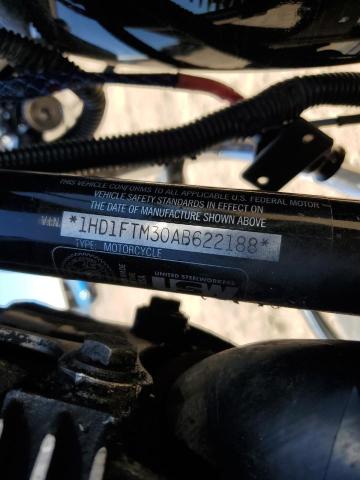 THIS VEHICLE CONFORMS TO ALL APPLICABLE U.S. FEDERAL MOTOR
VEHICLE SAFETY STANDARDS IN EFFECT ON
THE DATE OF MANUFACTURE SHOWN ABOVE
V.I.N. *1HD1FTM30AB622188*
TYPE: MOTORCYCLE
UNITED STEELWORKERS
USW